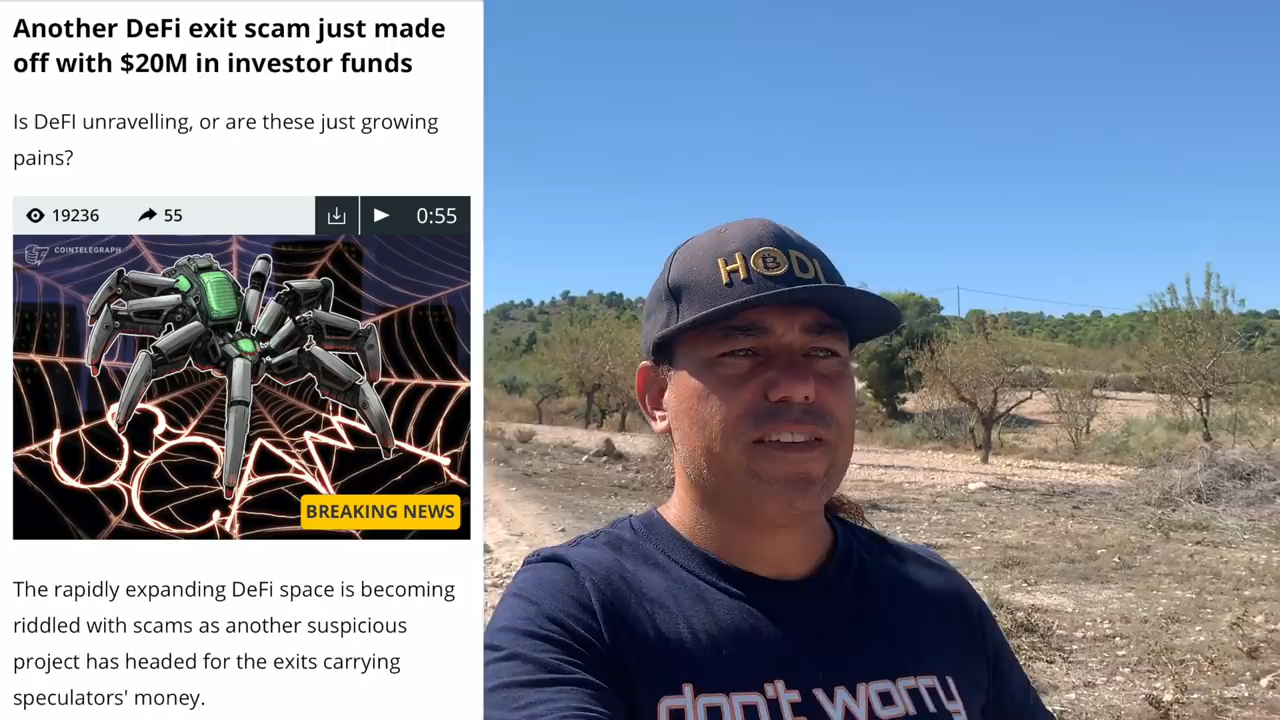 Another DeFi exit scam just made
off with $20M in investor funds
Is DeFI unravelling, or are these just growing
pains?
19236
55
0:55
COINTELEGRAPH
SCAM
BREAKING NEWS
The rapidly expanding DeFi space is becoming
riddled with scams as another suspicious
project has headed for the exits carrying
speculators' money.
HODL
don't worry